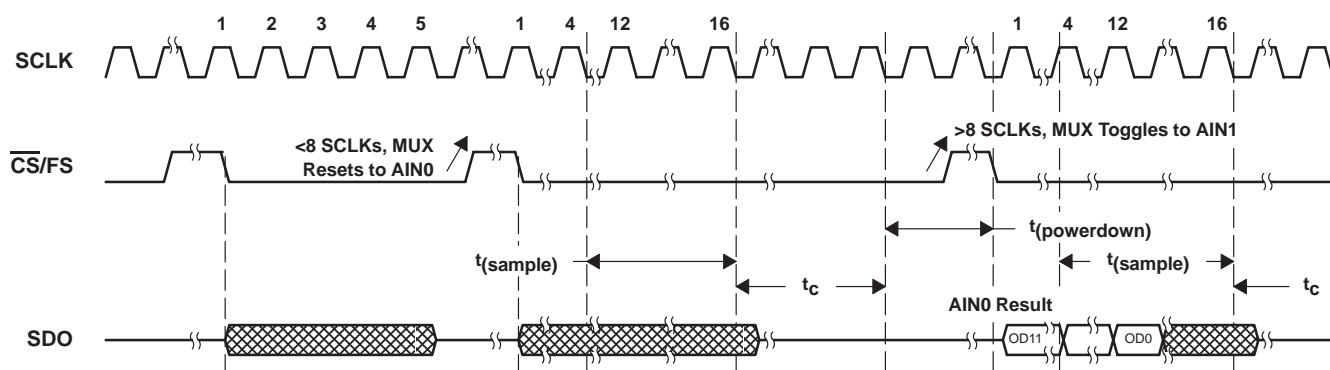 1 2 3 4 5 1 4 12 16 1 4 12 16
SCLK
<8 SCLKs, MUX
Resets to AIN0
>8 SCLKs, MUX Toggles to AIN1
CS/FS
t(powerdown)
t(sample)
t(sample)
tc
tc
AIN0 Result
SDO
OD11
OD0